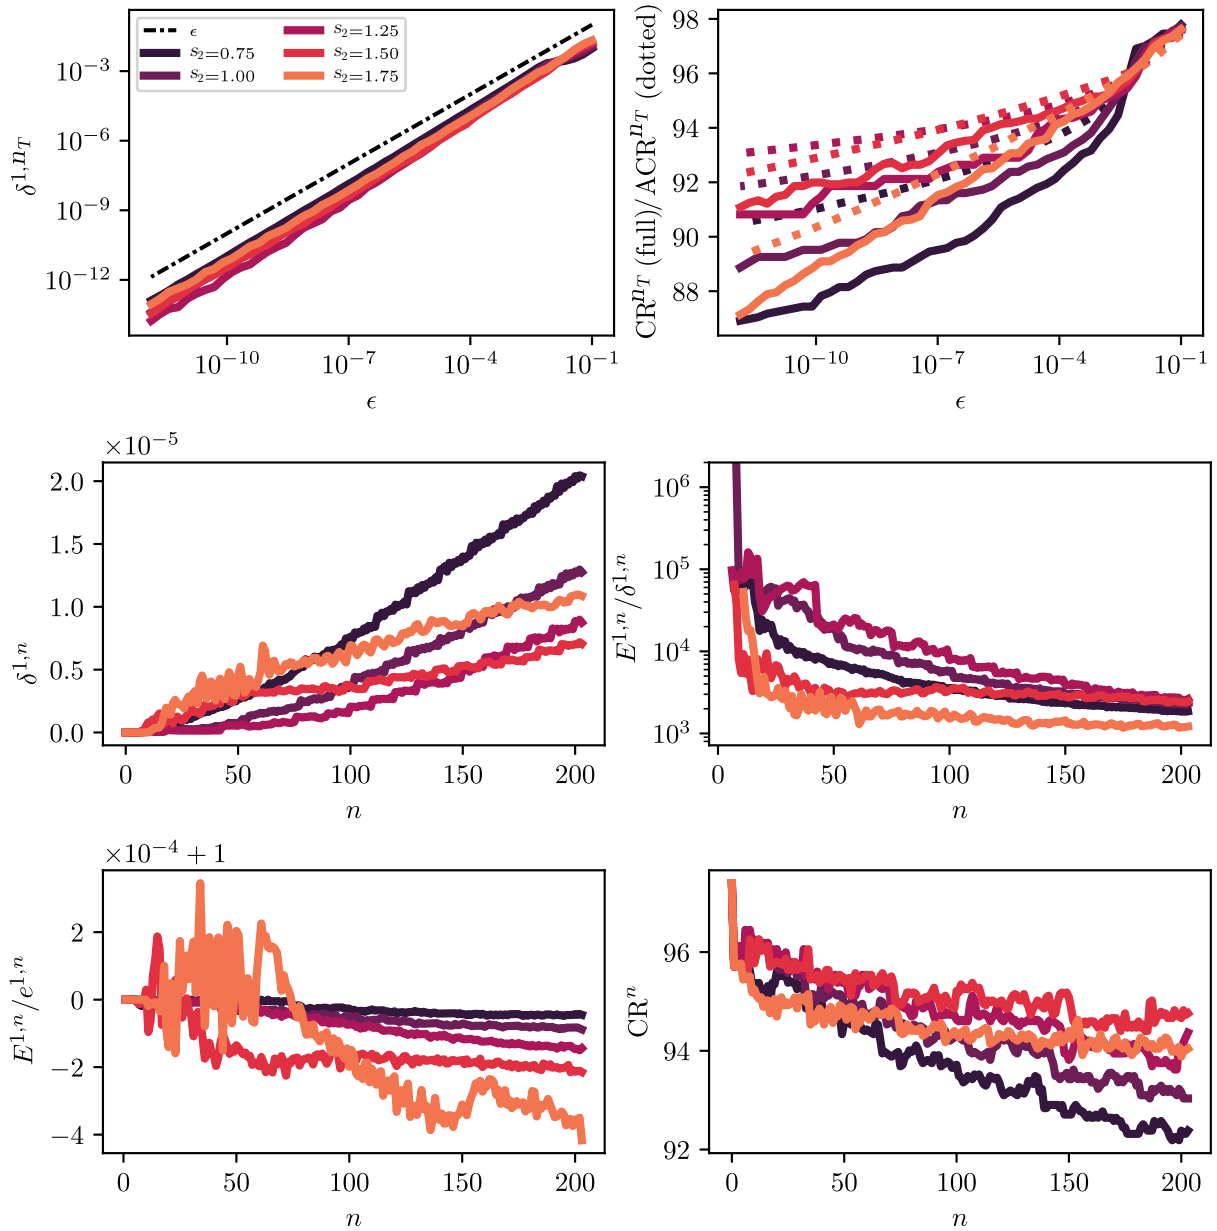 ϵ
s₂=0.75
s₂=1.00
s₂=1.25
s₂=1.50
s₂=1.75
10⁻³
10⁻⁶
10⁻⁹
10⁻¹²
δ^{1,n_T}
10⁻¹⁰ 10⁻⁷ 10⁻⁴ 10⁻¹
ϵ
98
96
94
92
90
88
CR^{n_T} (full)/ACR^{n_T} (dotted)
10⁻¹⁰ 10⁻⁷ 10⁻⁴ 10⁻¹
ϵ
×10⁻⁵
2.0
1.5
1.0
0.5
0.0
δ^{1,n}
0 50 100 150 200
n
10⁶
10⁵
10⁴
10³
E^{1,n}/δ^{1,n}
0 50 100 150 200
n
×10⁻⁴ + 1
2
0
−2
−4
E^{1,n}/e^{1,n}
0 50 100 150 200
n
96
94
92
CRⁿ
0 50 100 150 200
n